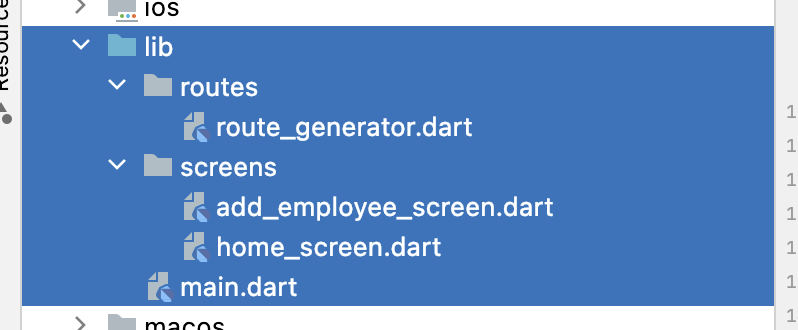 ios
lib
routes
route_generator.dart
screens
add_employee_screen.dart
home_screen.dart
main.dart
macos